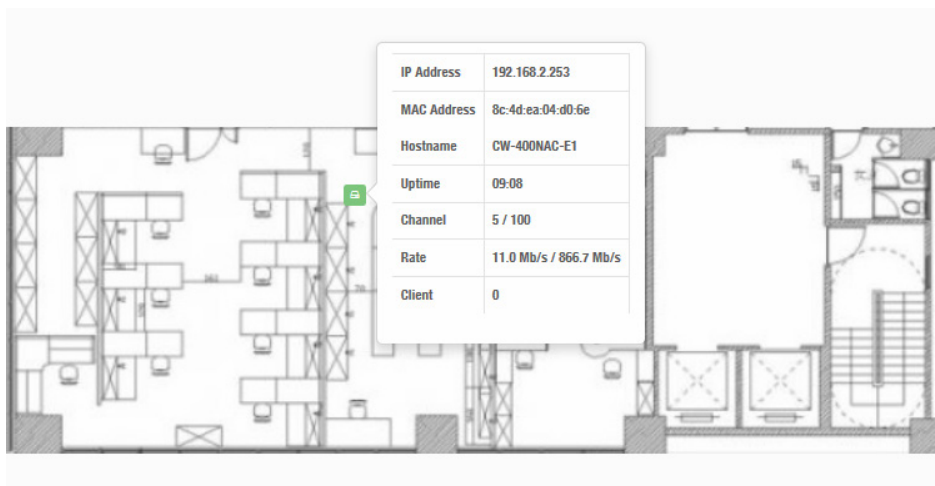 IP Address 192.168.2.253
MAC Address 8c:4d:ea:04:d0:6e
Hostname CW-400NAC-E1
Uptime 09:08
Channel 5 / 100
Rate 11.0 Mb/s / 866.7 Mb/s
Client 0